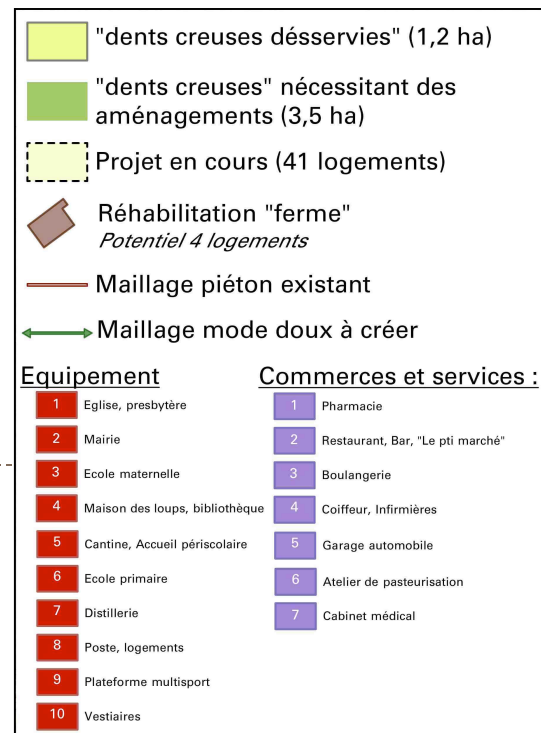 "dents creuses désservies" (1,2 ha)
"dents creuses" nécessitant des
aménagements (3,5 ha)
Projet en cours (41 logements)
Réhabilitation "ferme"
Potentiel 4 logements
Maillage piéton existant
Maillage mode doux à créer
Equipement
1 Eglise, presbytère
2 Mairie
3 Ecole maternelle
4 Maison des loups, bibliothèque
5 Cantine, Accueil périscolaire
6 Ecole primaire
7 Distillerie
8 Poste, logements
9 Plateforme multisport
10 Vestiaires
Commerces et services :
1 Pharmacie
2 Restaurant, Bar, "Le pti marché"
3 Boulangerie
4 Coiffeur, Infirmières
5 Garage automobile
6 Atelier de pasteurisation
7 Cabinet médical